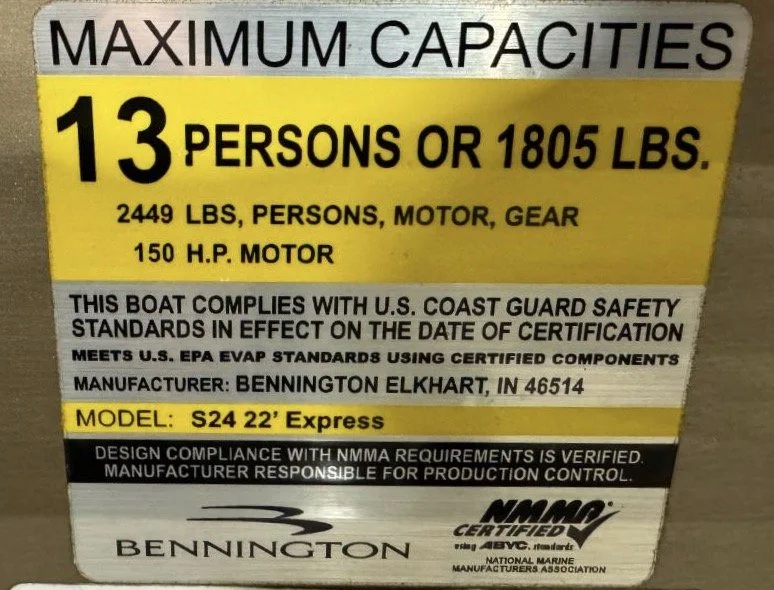 MAXIMUM CAPACITIES
13 PERSONS OR 1805 LBS.
2449 LBS, PERSONS, MOTOR, GEAR
150 H.P. MOTOR
THIS BOAT COMPLIES WITH U.S. COAST GUARD SAFETY
STANDARDS IN EFFECT ON THE DATE OF CERTIFICATION
MEETS U.S. EPA EVAP STANDARDS USING CERTIFIED COMPONENTS
MANUFACTURER: BENNINGTON ELKHART, IN 46514
MODEL: S24 22' Express
DESIGN COMPLIANCE WITH NMMA REQUIREMENTS IS VERIFIED.
MANUFACTURER RESPONSIBLE FOR PRODUCTION CONTROL.
BENNINGTON
NMMA
CERTIFIED
using ABYC. standards
NATIONAL MARINE
MANUFACTURERS ASSOCIATION